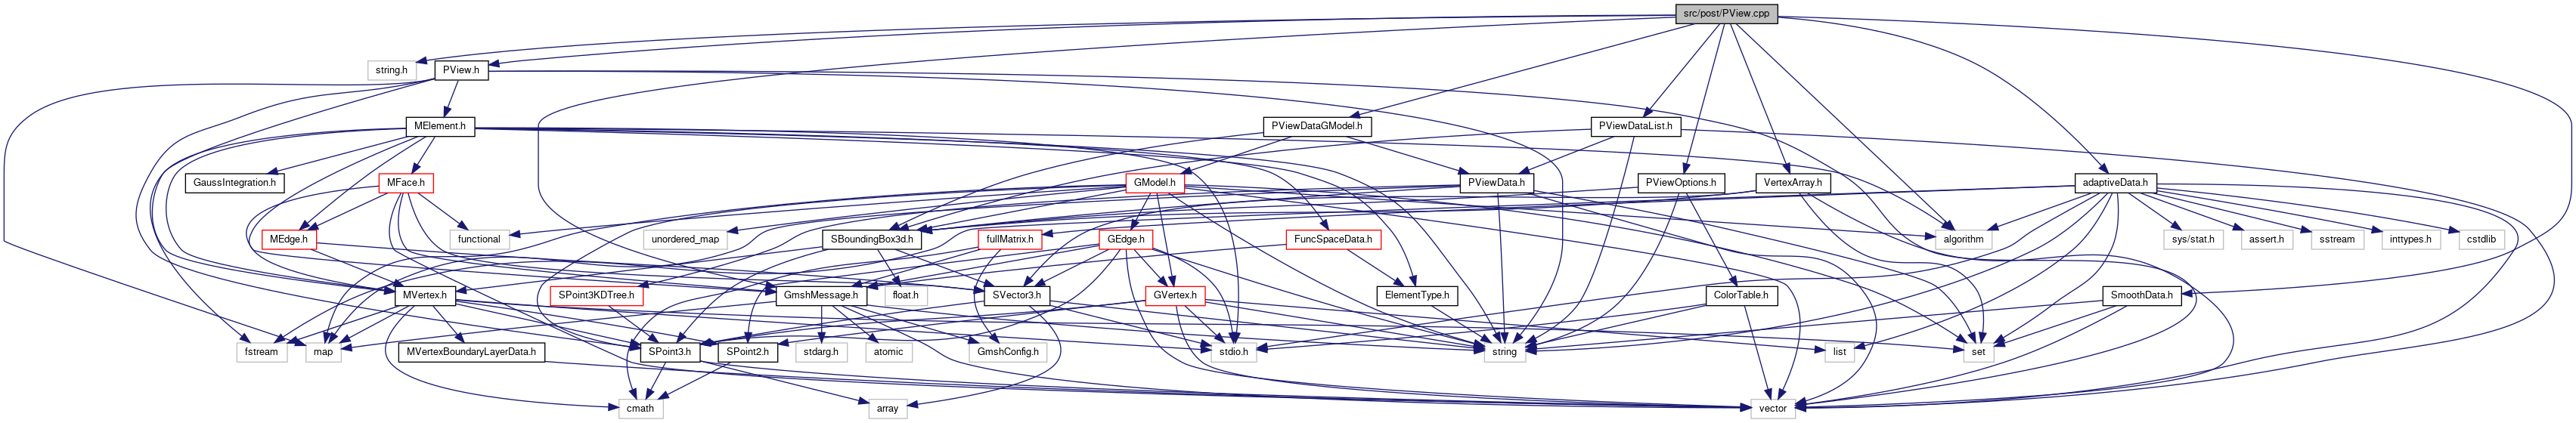 src/post/PView.cpp
string.h
PView.h
MElement.h
PViewDataGModel.h
PViewDataList.h
GaussIntegration.h
MFace.h
GModel.h
PViewData.h
PViewOptions.h
VertexArray.h
adaptiveData.h
MEdge.h
functional
unordered_map
SBoundingBox3d.h
fullMatrix.h
GEdge.h
FuncSpaceData.h
algorithm
sys/stat.h
assert.h
sstream
inttypes.h
cstdlib
MVertex.h
SPoint3KDTree.h
GmshMessage.h
float.h
SVector3.h
GVertex.h
ElementType.h
ColorTable.h
SmoothData.h
fstream
map
MVertexBoundaryLayerData.h
SPoint3.h
SPoint2.h
stdarg.h
atomic
GmshConfig.h
stdio.h
string
list
set
cmath
array
vector